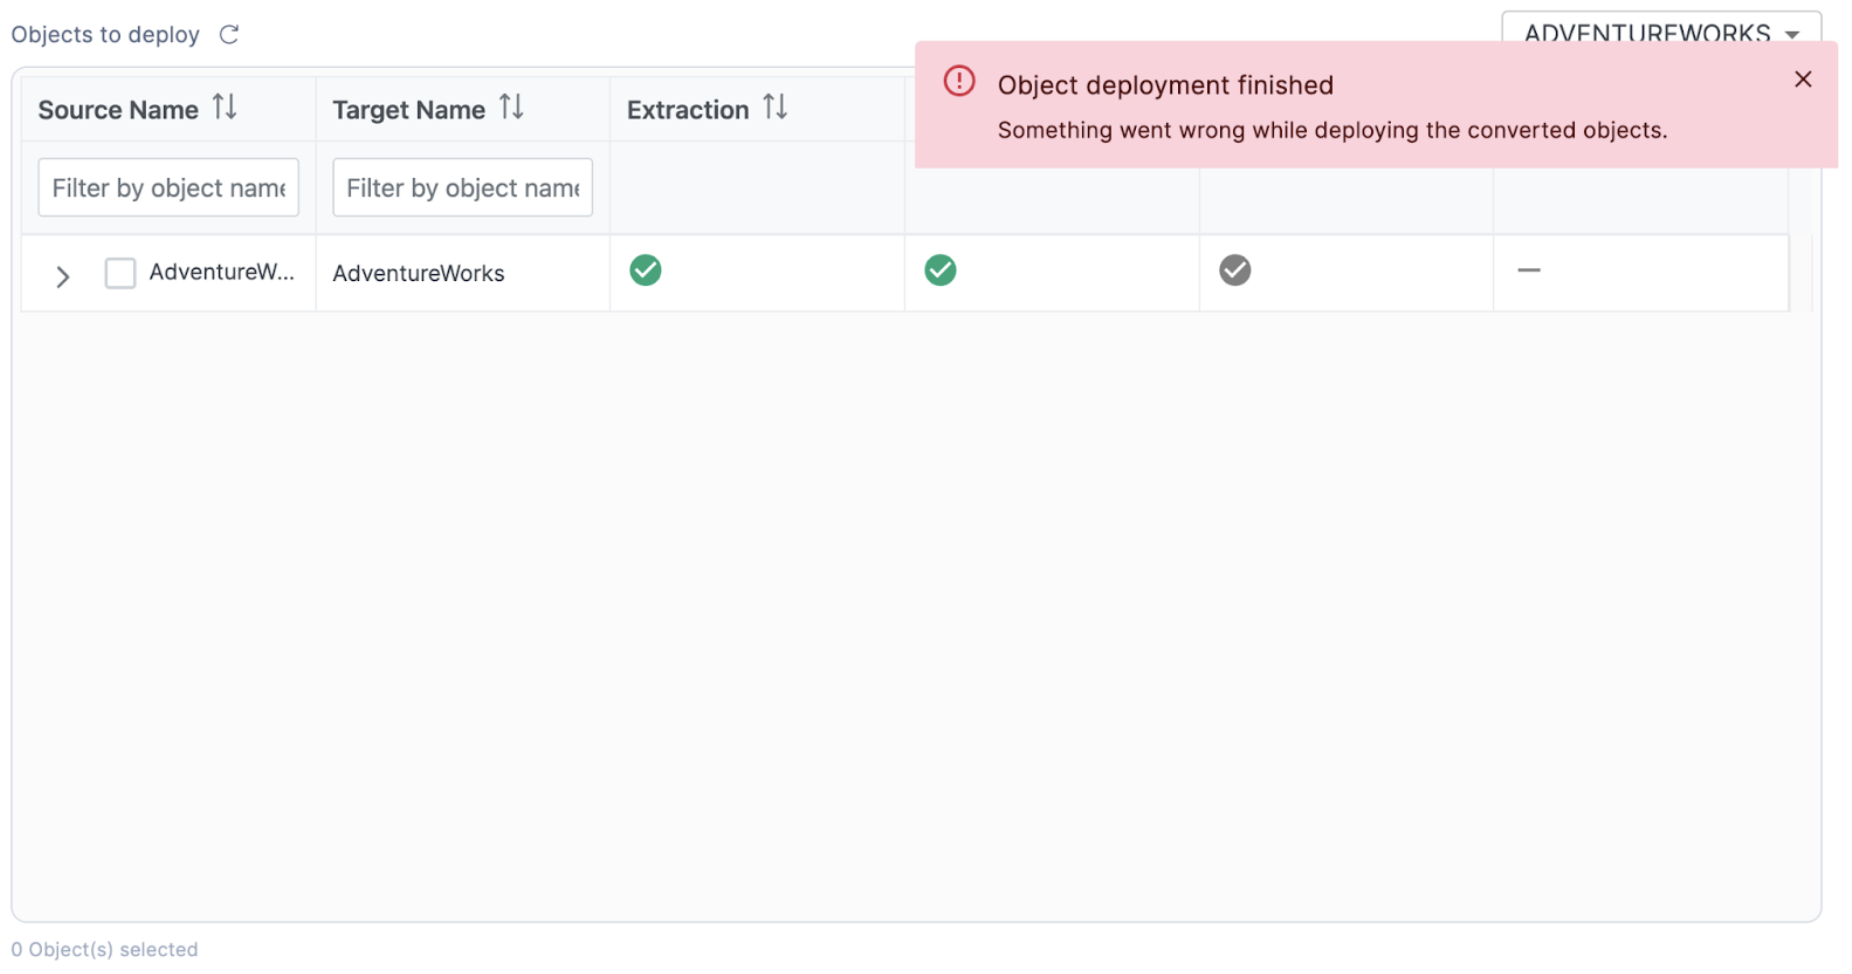 Objects to deploy
ADVENTUREWORKS
Object deployment finished
Something went wrong while deploying the converted objects.
Source Name
Target Name
Extraction
Filter by object name
Filter by object name
AdventureW...
AdventureWorks
0 Object(s) selected